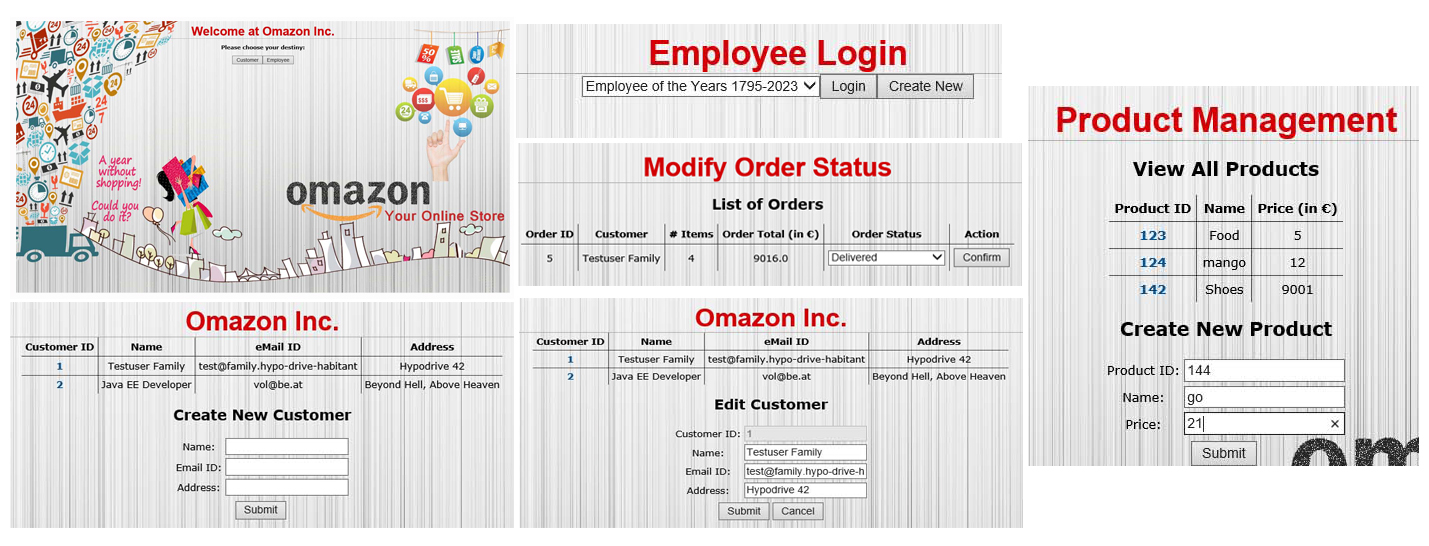 Welcome at Omazon Inc.
Please choose your destiny:
Customer Employee
50 %
24
$$$
24
24
7
A year
without
shopping!
Could you
do it?
omazon
Your Online Store
Employee Login
Employee of the Years 1795-2023 Login Create New
Modify Order Status
List of Orders
Order ID Customer # Items Order Total (in €) Order Status Action
5 Testuser Family 4 9016.0 Delivered Confirm
Omazon Inc.
Customer ID Name eMail ID Address
1 Testuser Family test@family.hypo-drive-habitant Hypodrive 42
2 Java EE Developer vol@be.at Beyond Hell, Above Heaven
Create New Customer
Name:
Email ID:
Address:
Submit
Omazon Inc.
Customer ID Name eMail ID Address
1 Testuser Family test@family.hypo-drive-habitant Hypodrive 42
2 Java EE Developer vol@be.at Beyond Hell, Above Heaven
Edit Customer
Customer ID: 1
Name: Testuser Family
Email ID: test@family.hypo-drive-h
Address: Hypodrive 42
Submit Cancel
Product Management
View All Products
Product ID Name Price (in €)
123 Food 5
124 mango 12
142 Shoes 9001
Create New Product
Product ID: 144
Name: go
Price: 21
Submit
om